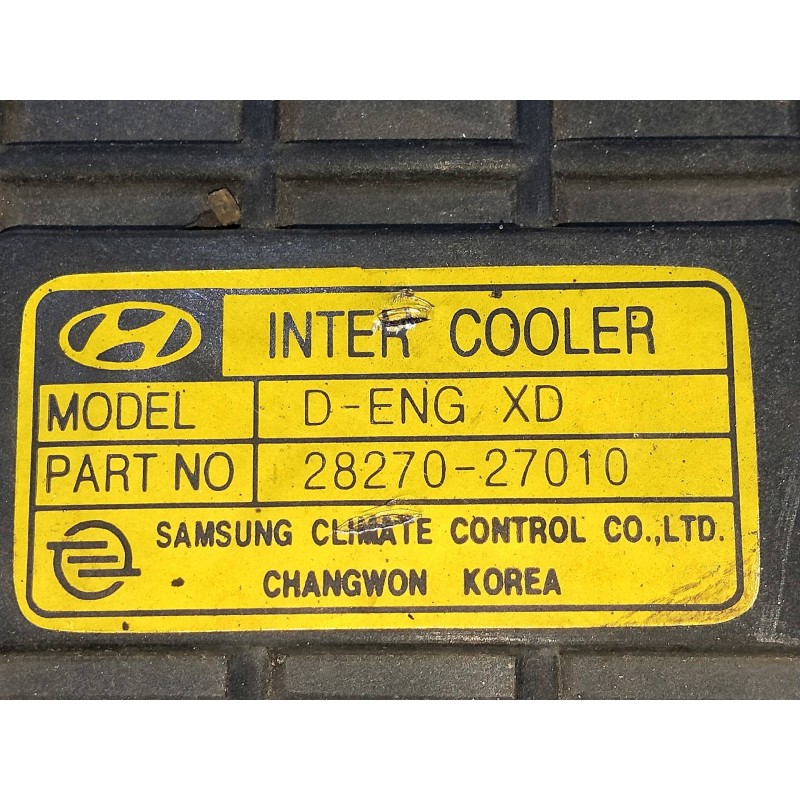 INTER COOLER
MODEL D-ENG XD
PART NO 28270-27010
SAMSUNG CLIMATE CONTROL CO.,LTD.
CHANGWON KOREA